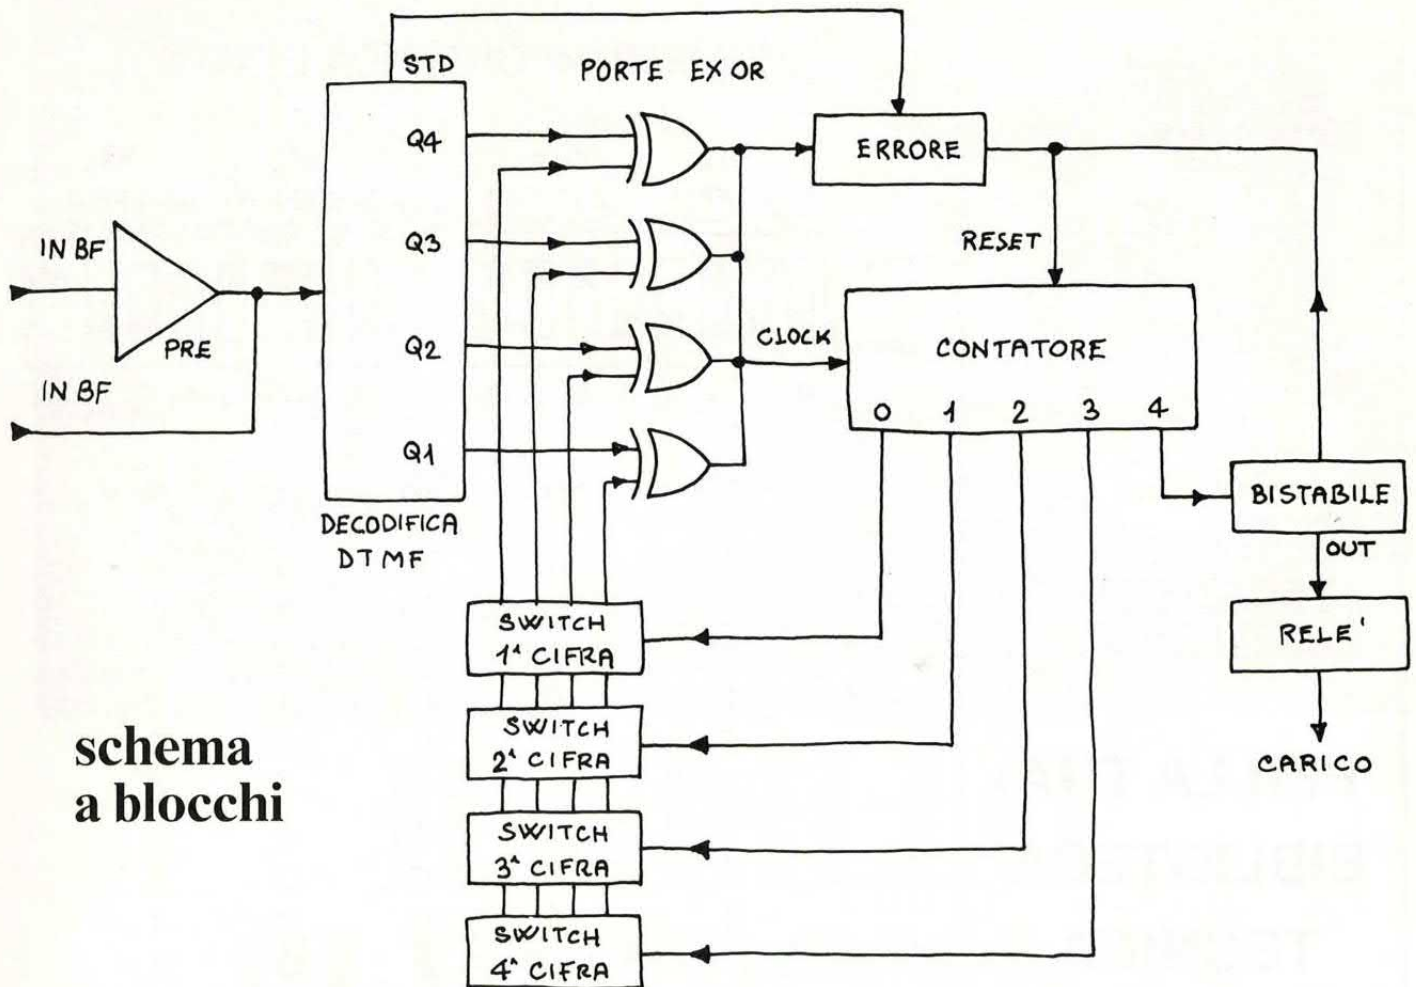 STD
PORTE EX OR
Q4
ERRORE
IN BF
Q3
RESET
PRE
Q2
CLOCK
CONTATORE
IN BF
0 1 2 3 4
Q1
BISTABILE
DECODIFICA
DTMF
OUT
SWITCH
1ª CIFRA
RELE'
SWITCH
2ª CIFRA
CARICO
schema
a blocchi
SWITCH
3ª CIFRA
SWITCH
4ª CIFRA